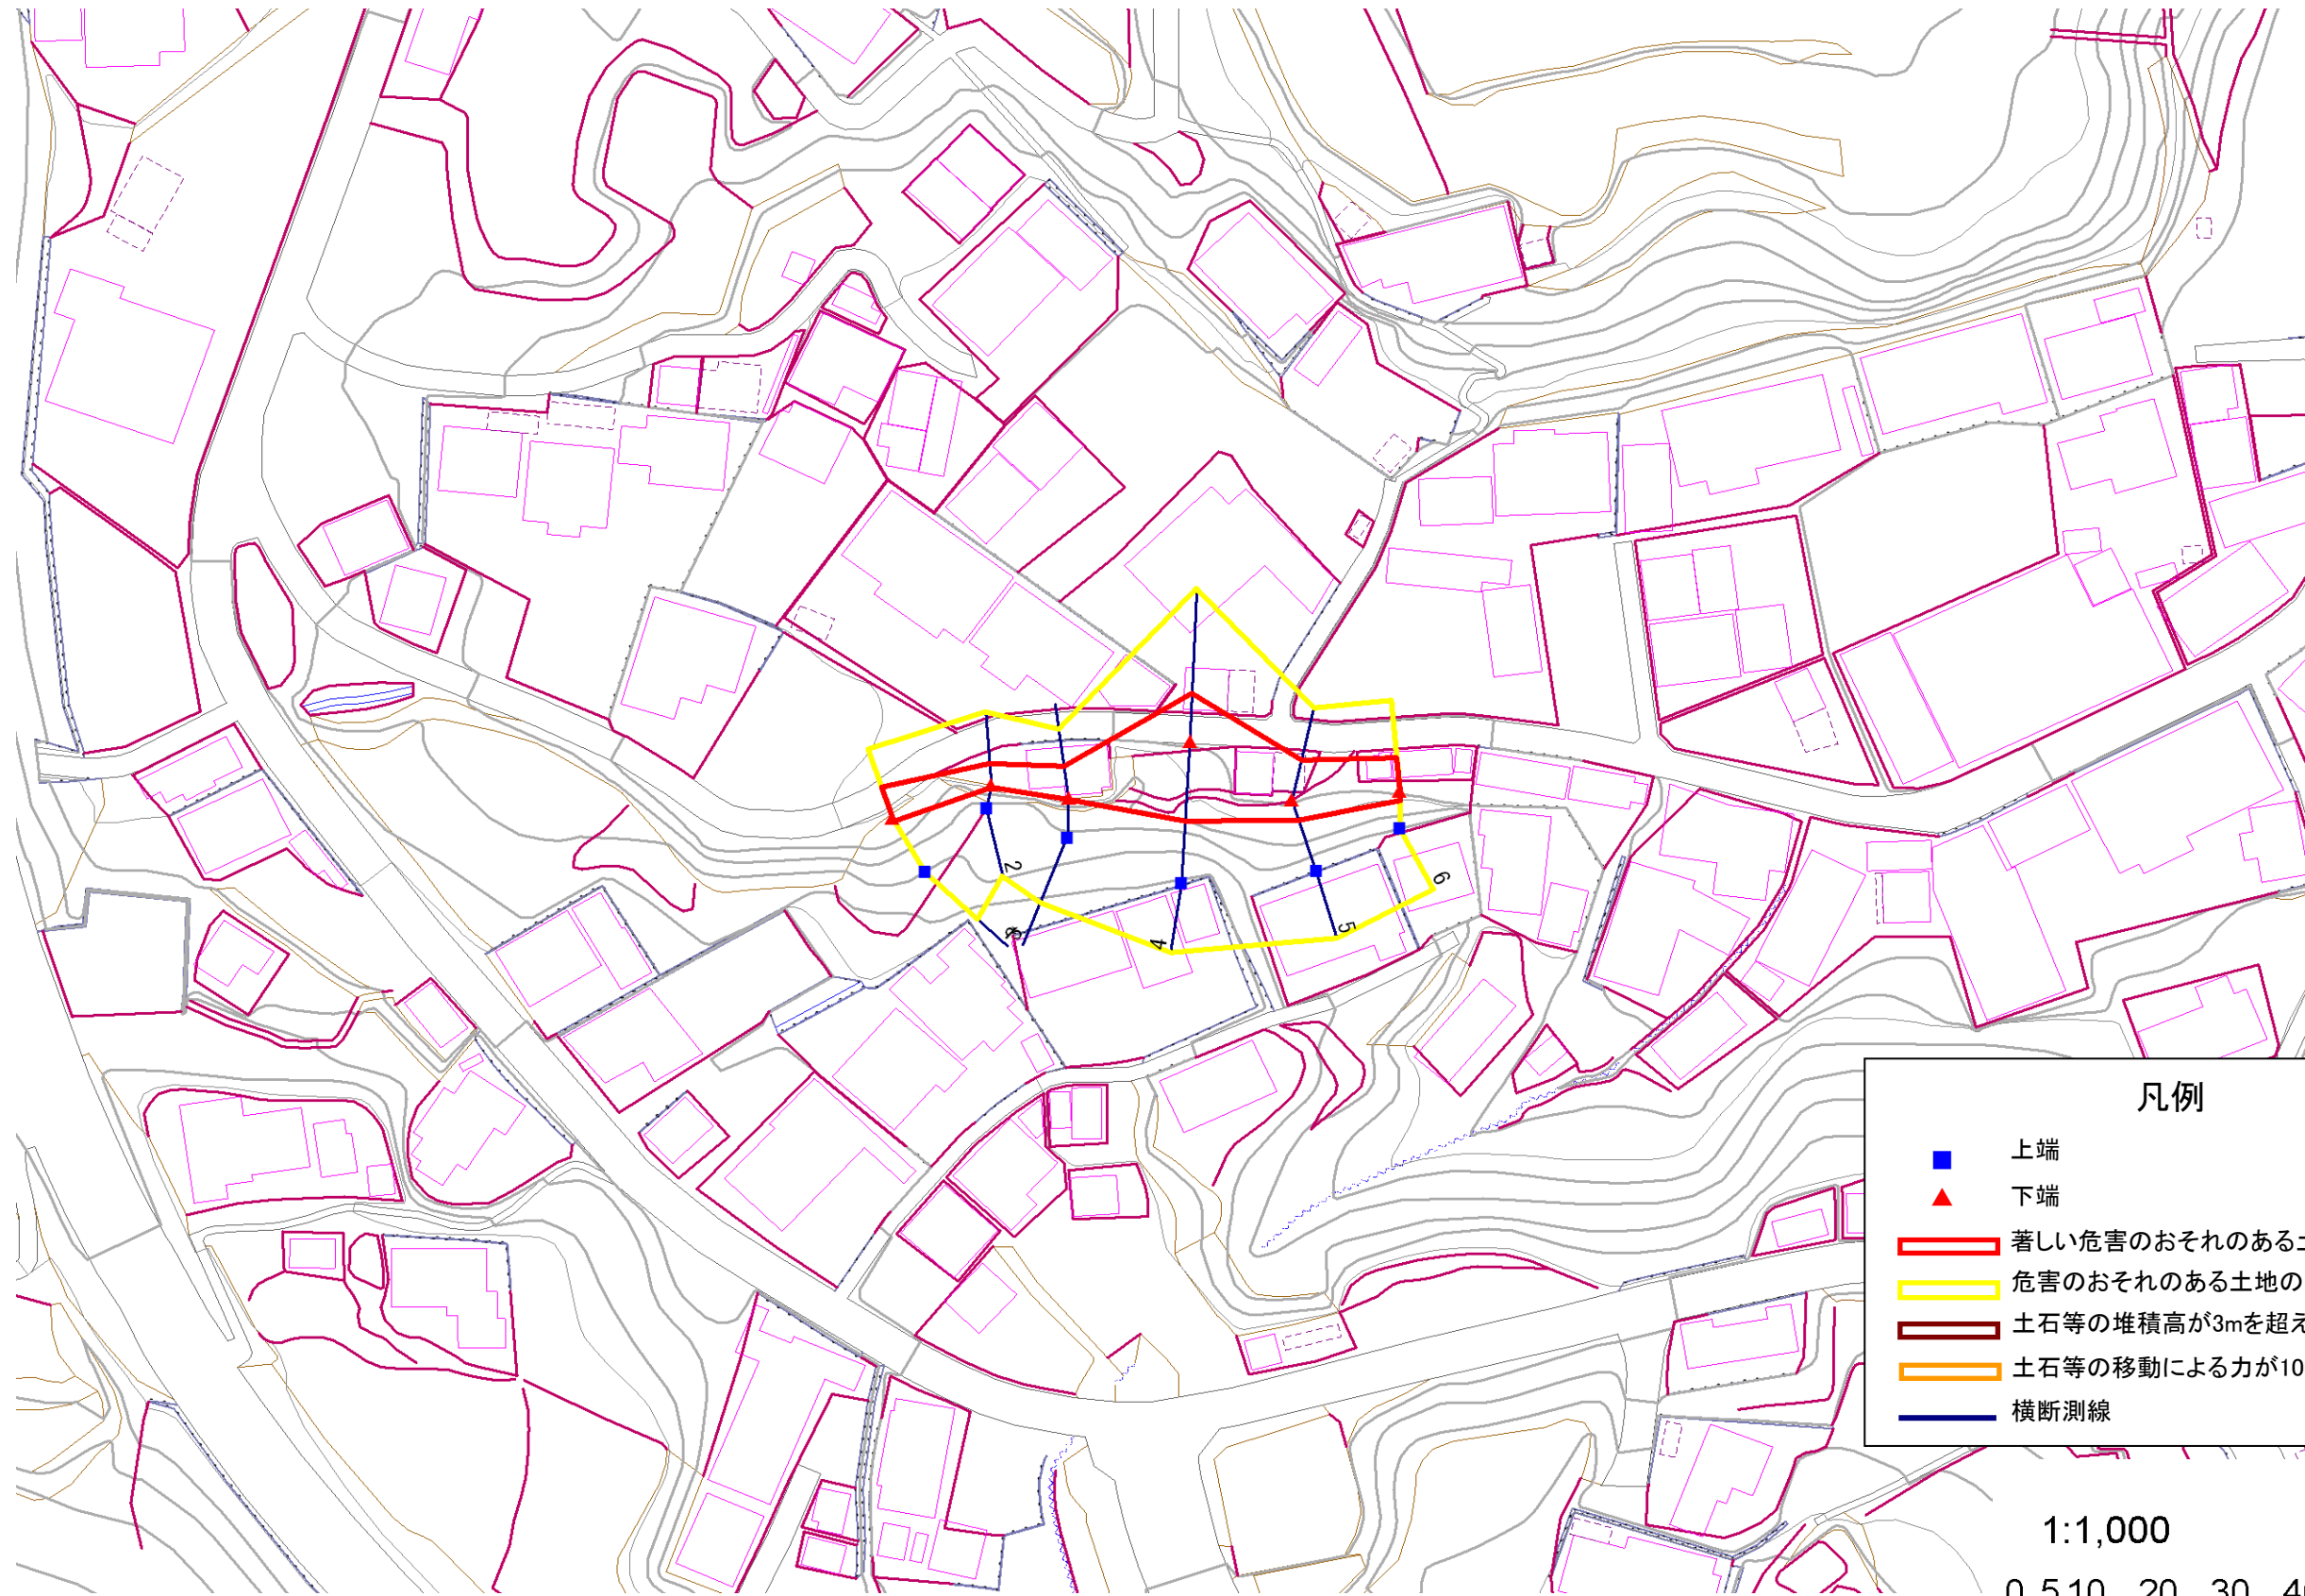 2
4
5
6
凡例
上端
下端
著しい危害のおそれのある土
危害のおそれのある土地の
土石等の堆積高が3mを超え
土石等の移動による力が10
横断測線
1:1,000
0 5 10 20 30 40